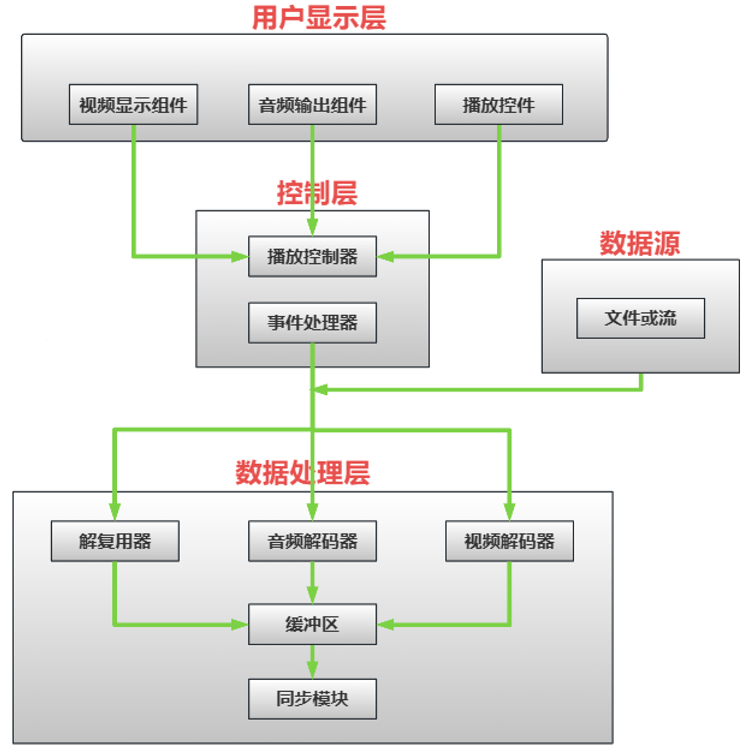 用户显示层
视频显示组件
音频输出组件
播放控件
控制层
播放控制器
事件处理器
数据源
文件或流
数据处理层
解复用器
音频解码器
视频解码器
缓冲区
同步模块